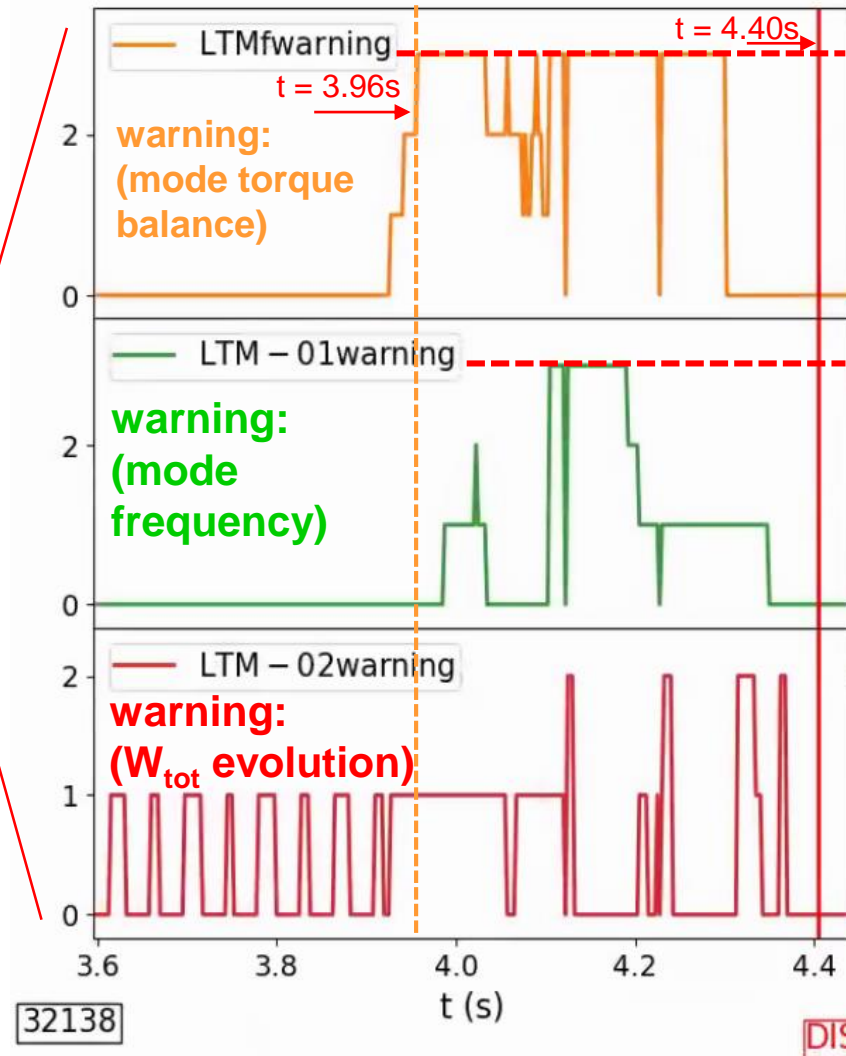 LTMfwarning
t = 4.40s
t = 3.96s
warning:
(mode torque
balance)
2
0
LTM – 01warning
warning:
(mode
frequency)
2
0
LTM – 02warning
warning:
(Wtot evolution)
2
1
0
3.6 3.8 4.0 4.2 4.4
t (s)
32138
DIS